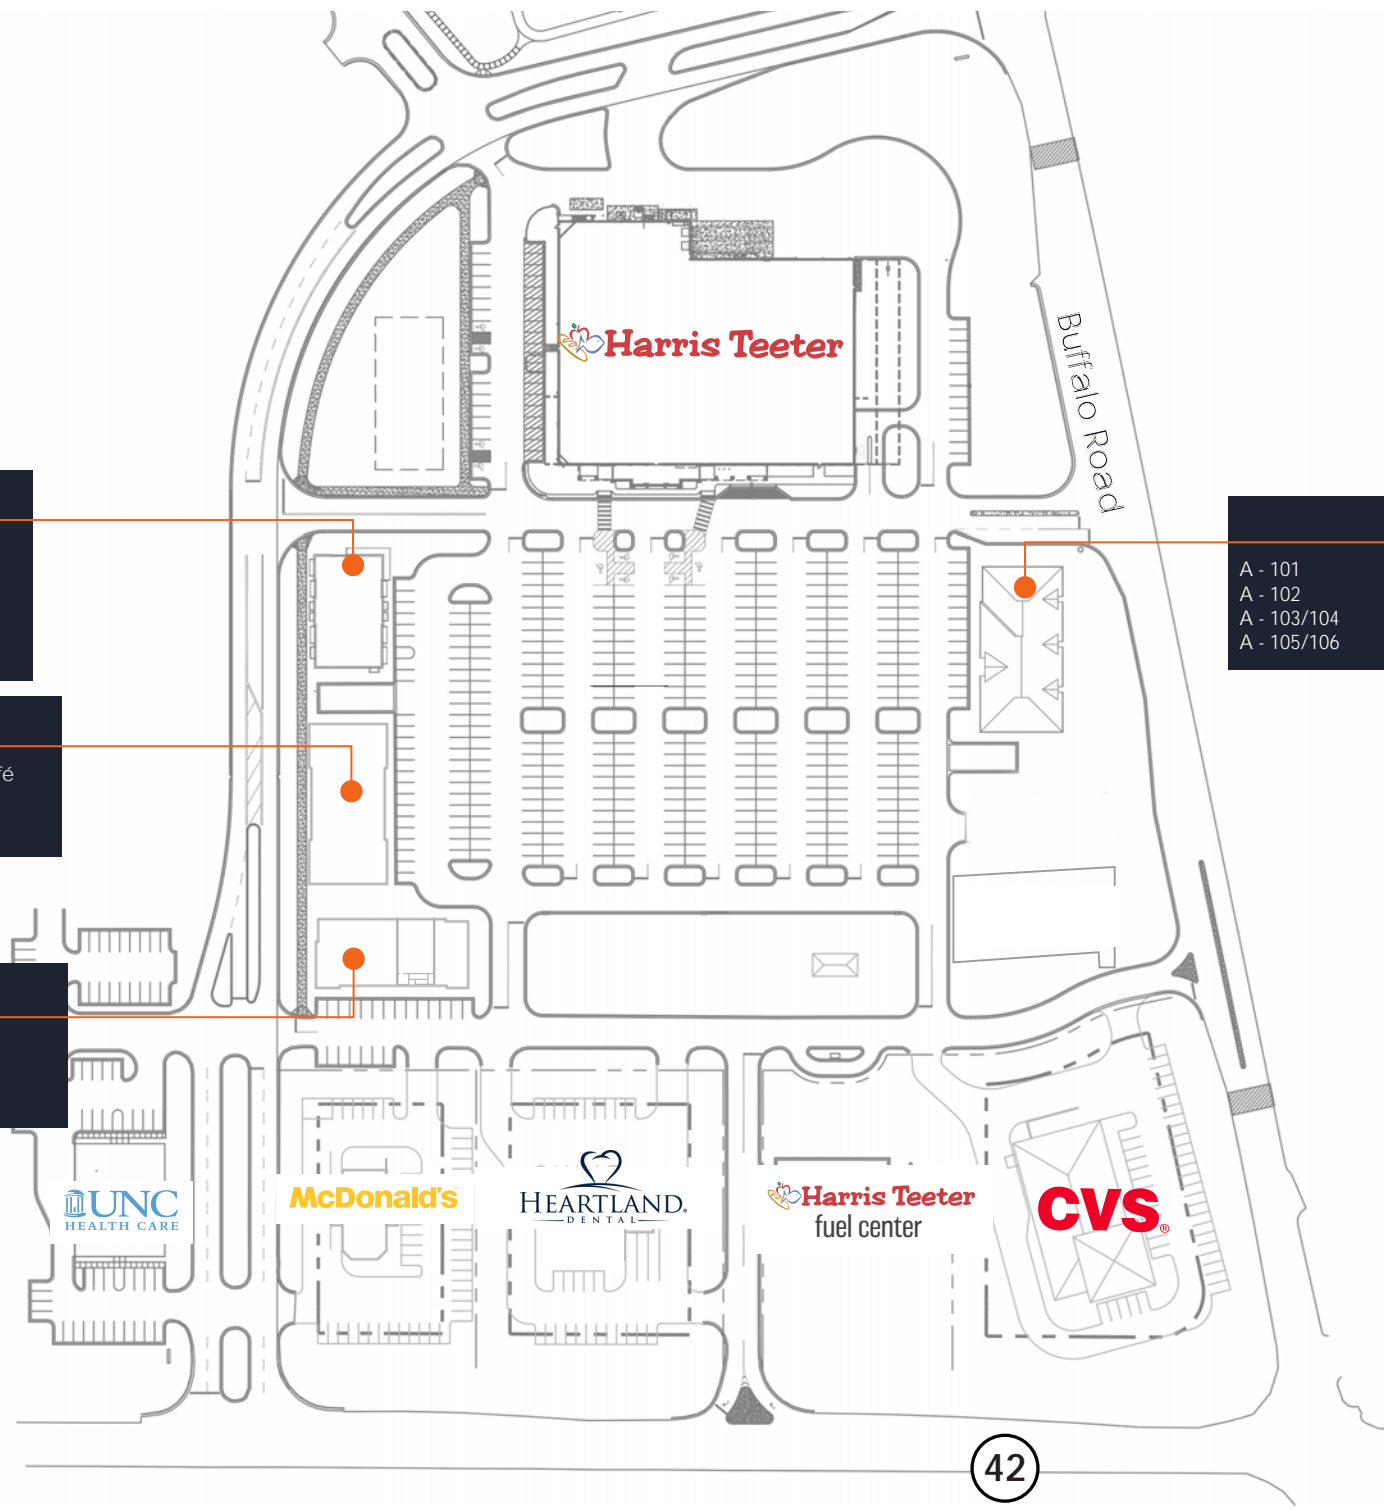 Harris Teeter
Buffalo Road
A - 101
A - 102
A - 103/104
A - 105/106
fé
UNC
HEALTH CARE
McDonald's
HEARTLAND®
DENTAL
Harris Teeter
fuel center
CVS®
42